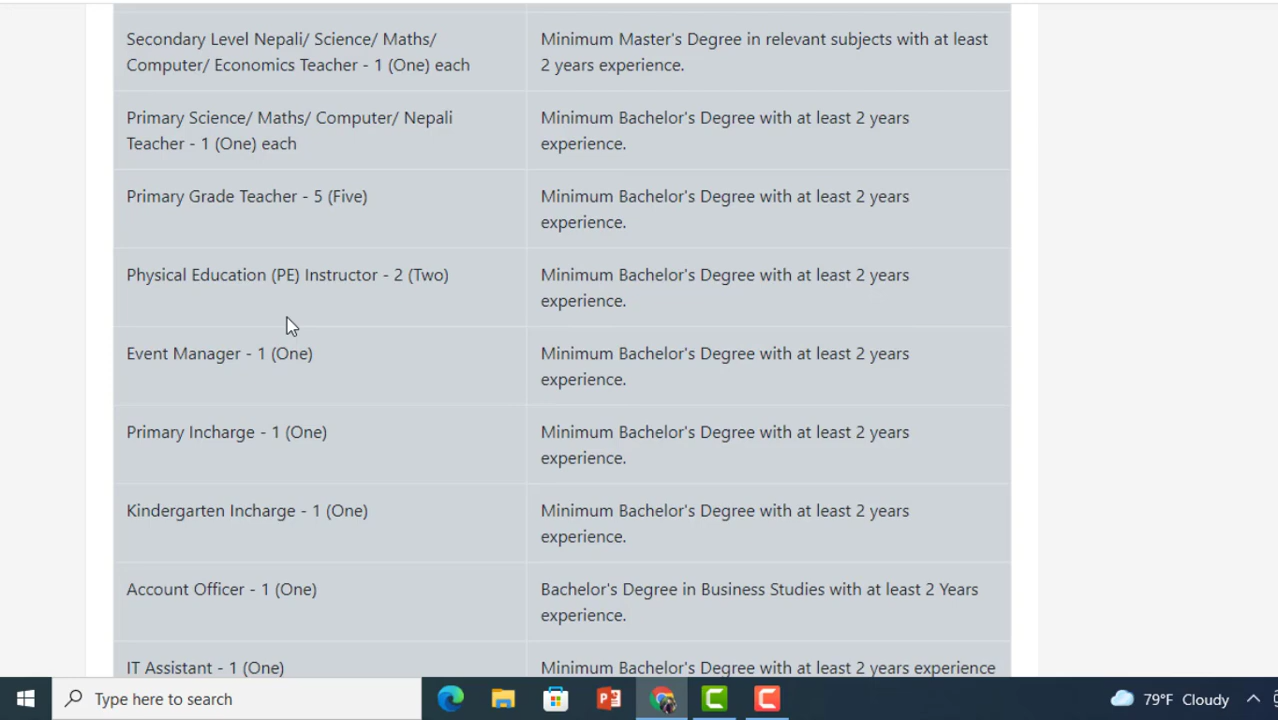 Secondary Level Nepali/ Science/ Maths/
Computer/ Economics Teacher - 1 (One) each
Minimum Master's Degree in relevant subjects with at least
2 years experience.
Primary Science/ Maths/ Computer/ Nepali
Teacher - 1 (One) each
Minimum Bachelor's Degree with at least 2 years
experience.
Primary Grade Teacher - 5 (Five)
Minimum Bachelor's Degree with at least 2 years
experience.
Physical Education (PE) Instructor - 2 (Two)
Minimum Bachelor's Degree with at least 2 years
experience.
Event Manager - 1 (One)
Minimum Bachelor's Degree with at least 2 years
experience.
Primary Incharge - 1 (One)
Minimum Bachelor's Degree with at least 2 years
experience.
Kindergarten Incharge - 1 (One)
Minimum Bachelor's Degree with at least 2 years
experience.
Account Officer - 1 (One)
Bachelor's Degree in Business Studies with at least 2 Years
experience.
IT Assistant - 1 (One)
Minimum Bachelor's Degree with at least 2 years experience
Type here to search
79°F Cloudy